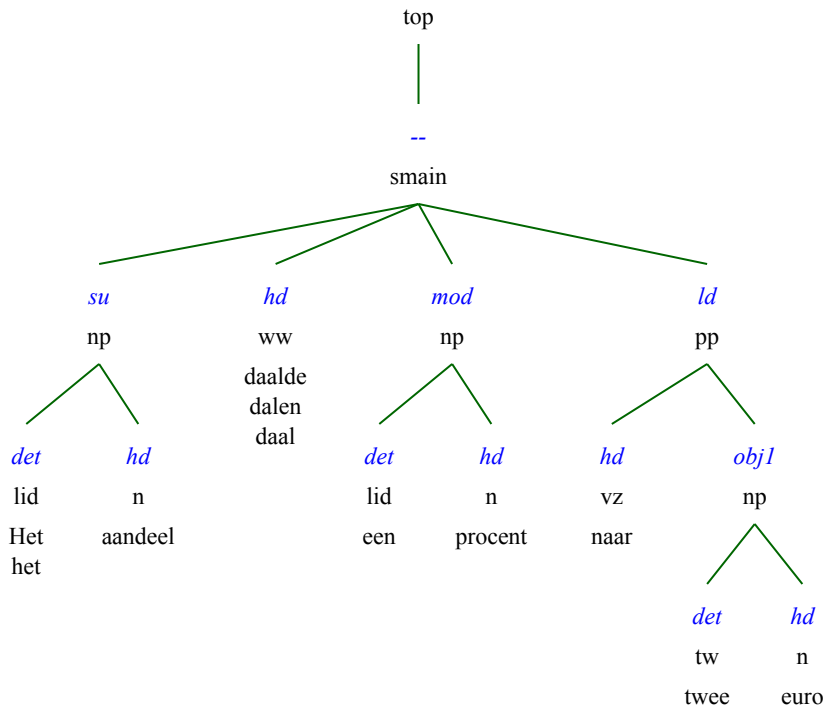 top
--
smain
su hd mod ld
np ww np pp
daalde
dalen
daal
det hd det hd hd obj1
lid n lid n vz np
Het aandeel een procent naar
het
det hd
tw n
twee euro